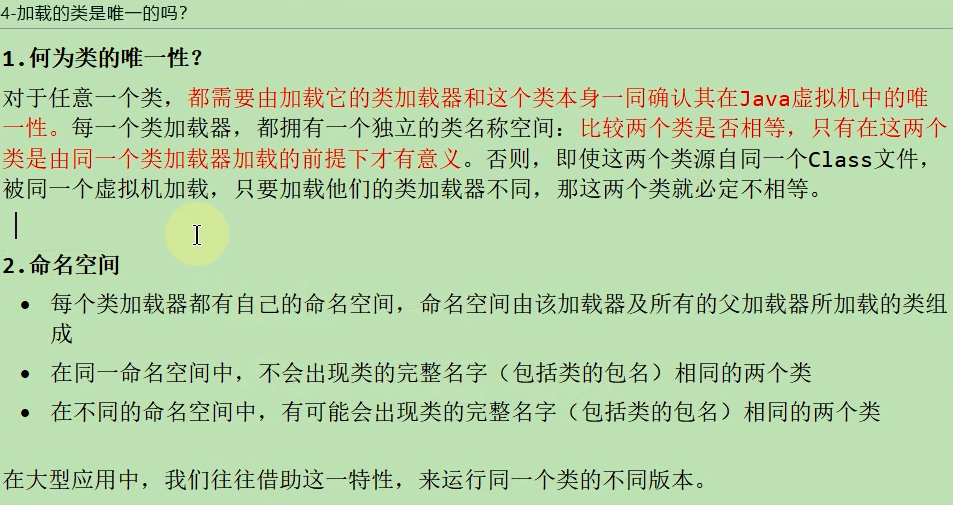 4-加载的类是唯一的吗?
1.何为类的唯一性?
对于任意一个类，都需要由加载它的类加载器和这个类本身一同确认其在Java虚拟机中的唯
一性。每一个类加载器，都拥有一个独立的类名称空间：比较两个类是否相等，只有在这两个
类是由同一个类加载器加载的前提下才有意义。否则，即使这两个类源自同一个Class文件，
被同一个虚拟机加载，只要加载他们的类加载器不同，那这两个类就必定不相等。
2.命名空间
• 每个类加载器都有自己的命名空间，命名空间由该加载器及所有的父加载器所加载的类组
成
• 在同一命名空间中，不会出现类的完整名字（包括类的包名）相同的两个类
• 在不同的命名空间中，有可能会出现类的完整名字（包括类的包名）相同的两个类
在大型应用中，我们往往借助这一特性，来运行同一个类的不同版本。